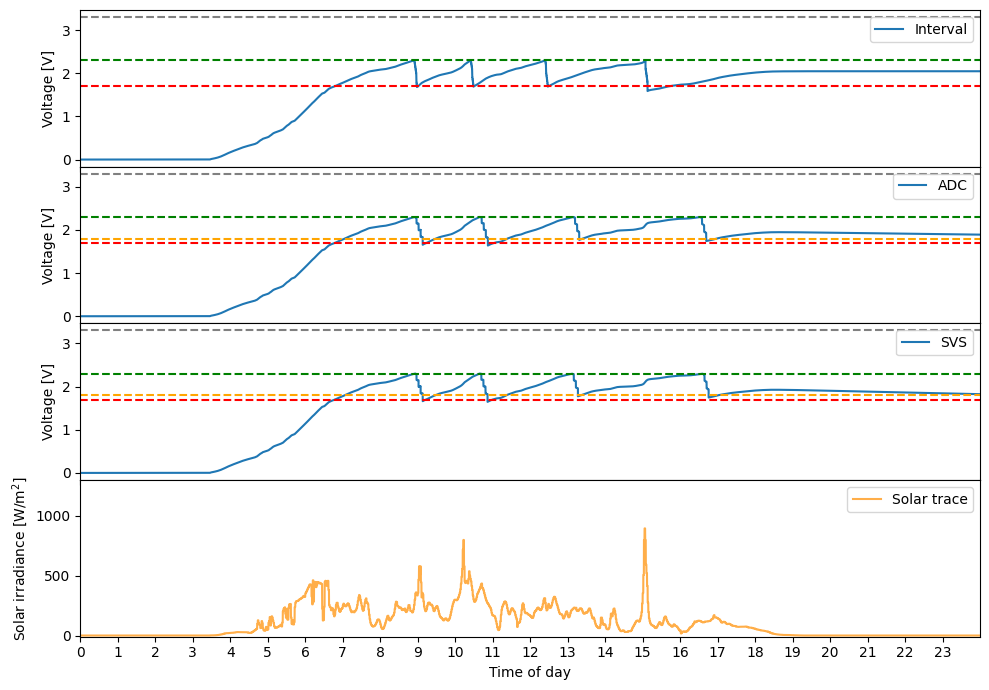 Interval
Voltage [V]
3
2
1
0
ADC
Voltage [V]
3
2
1
0
SVS
Voltage [V]
3
2
1
0
Solar trace
Solar irradiance [W/m²]
1000
500
0
0 1 2 3 4 5 6 7 8 9 10 11 12 13 14 15 16 17 18 19 20 21 22 23
Time of day